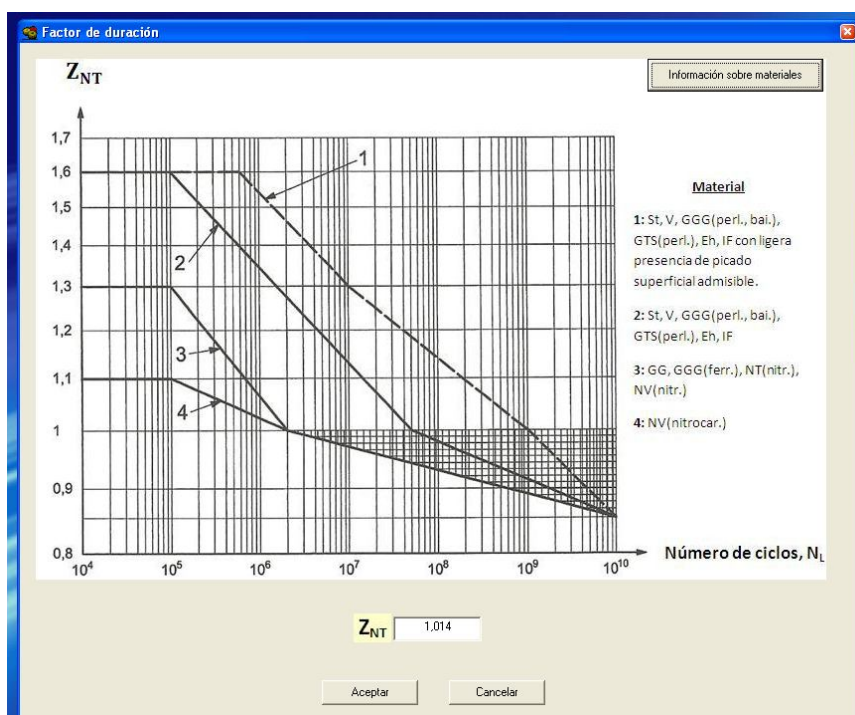 Factor de duración
Z_NT
Información sobre materiales
1,7
1,6
1,5
1,4
1,3
1,2
1,1
1
0,9
0,8
1
2
3
4
10^4 10^5 10^6 10^7 10^8 10^9 10^10
Número de ciclos, N_L
Material
1: St, V, GGG(perl., bai.),
GTS(perl.), Eh, IF con ligera
presencia de picado
superficial admisible.
2: St, V, GGG(perl., bai.),
GTS(perl.), Eh, IF
3: GG, GGG(ferr.), NT(nitr.),
NV(nitr.)
4: NV(nitrocar.)
Z_NT 1,014
Aceptar Cancelar